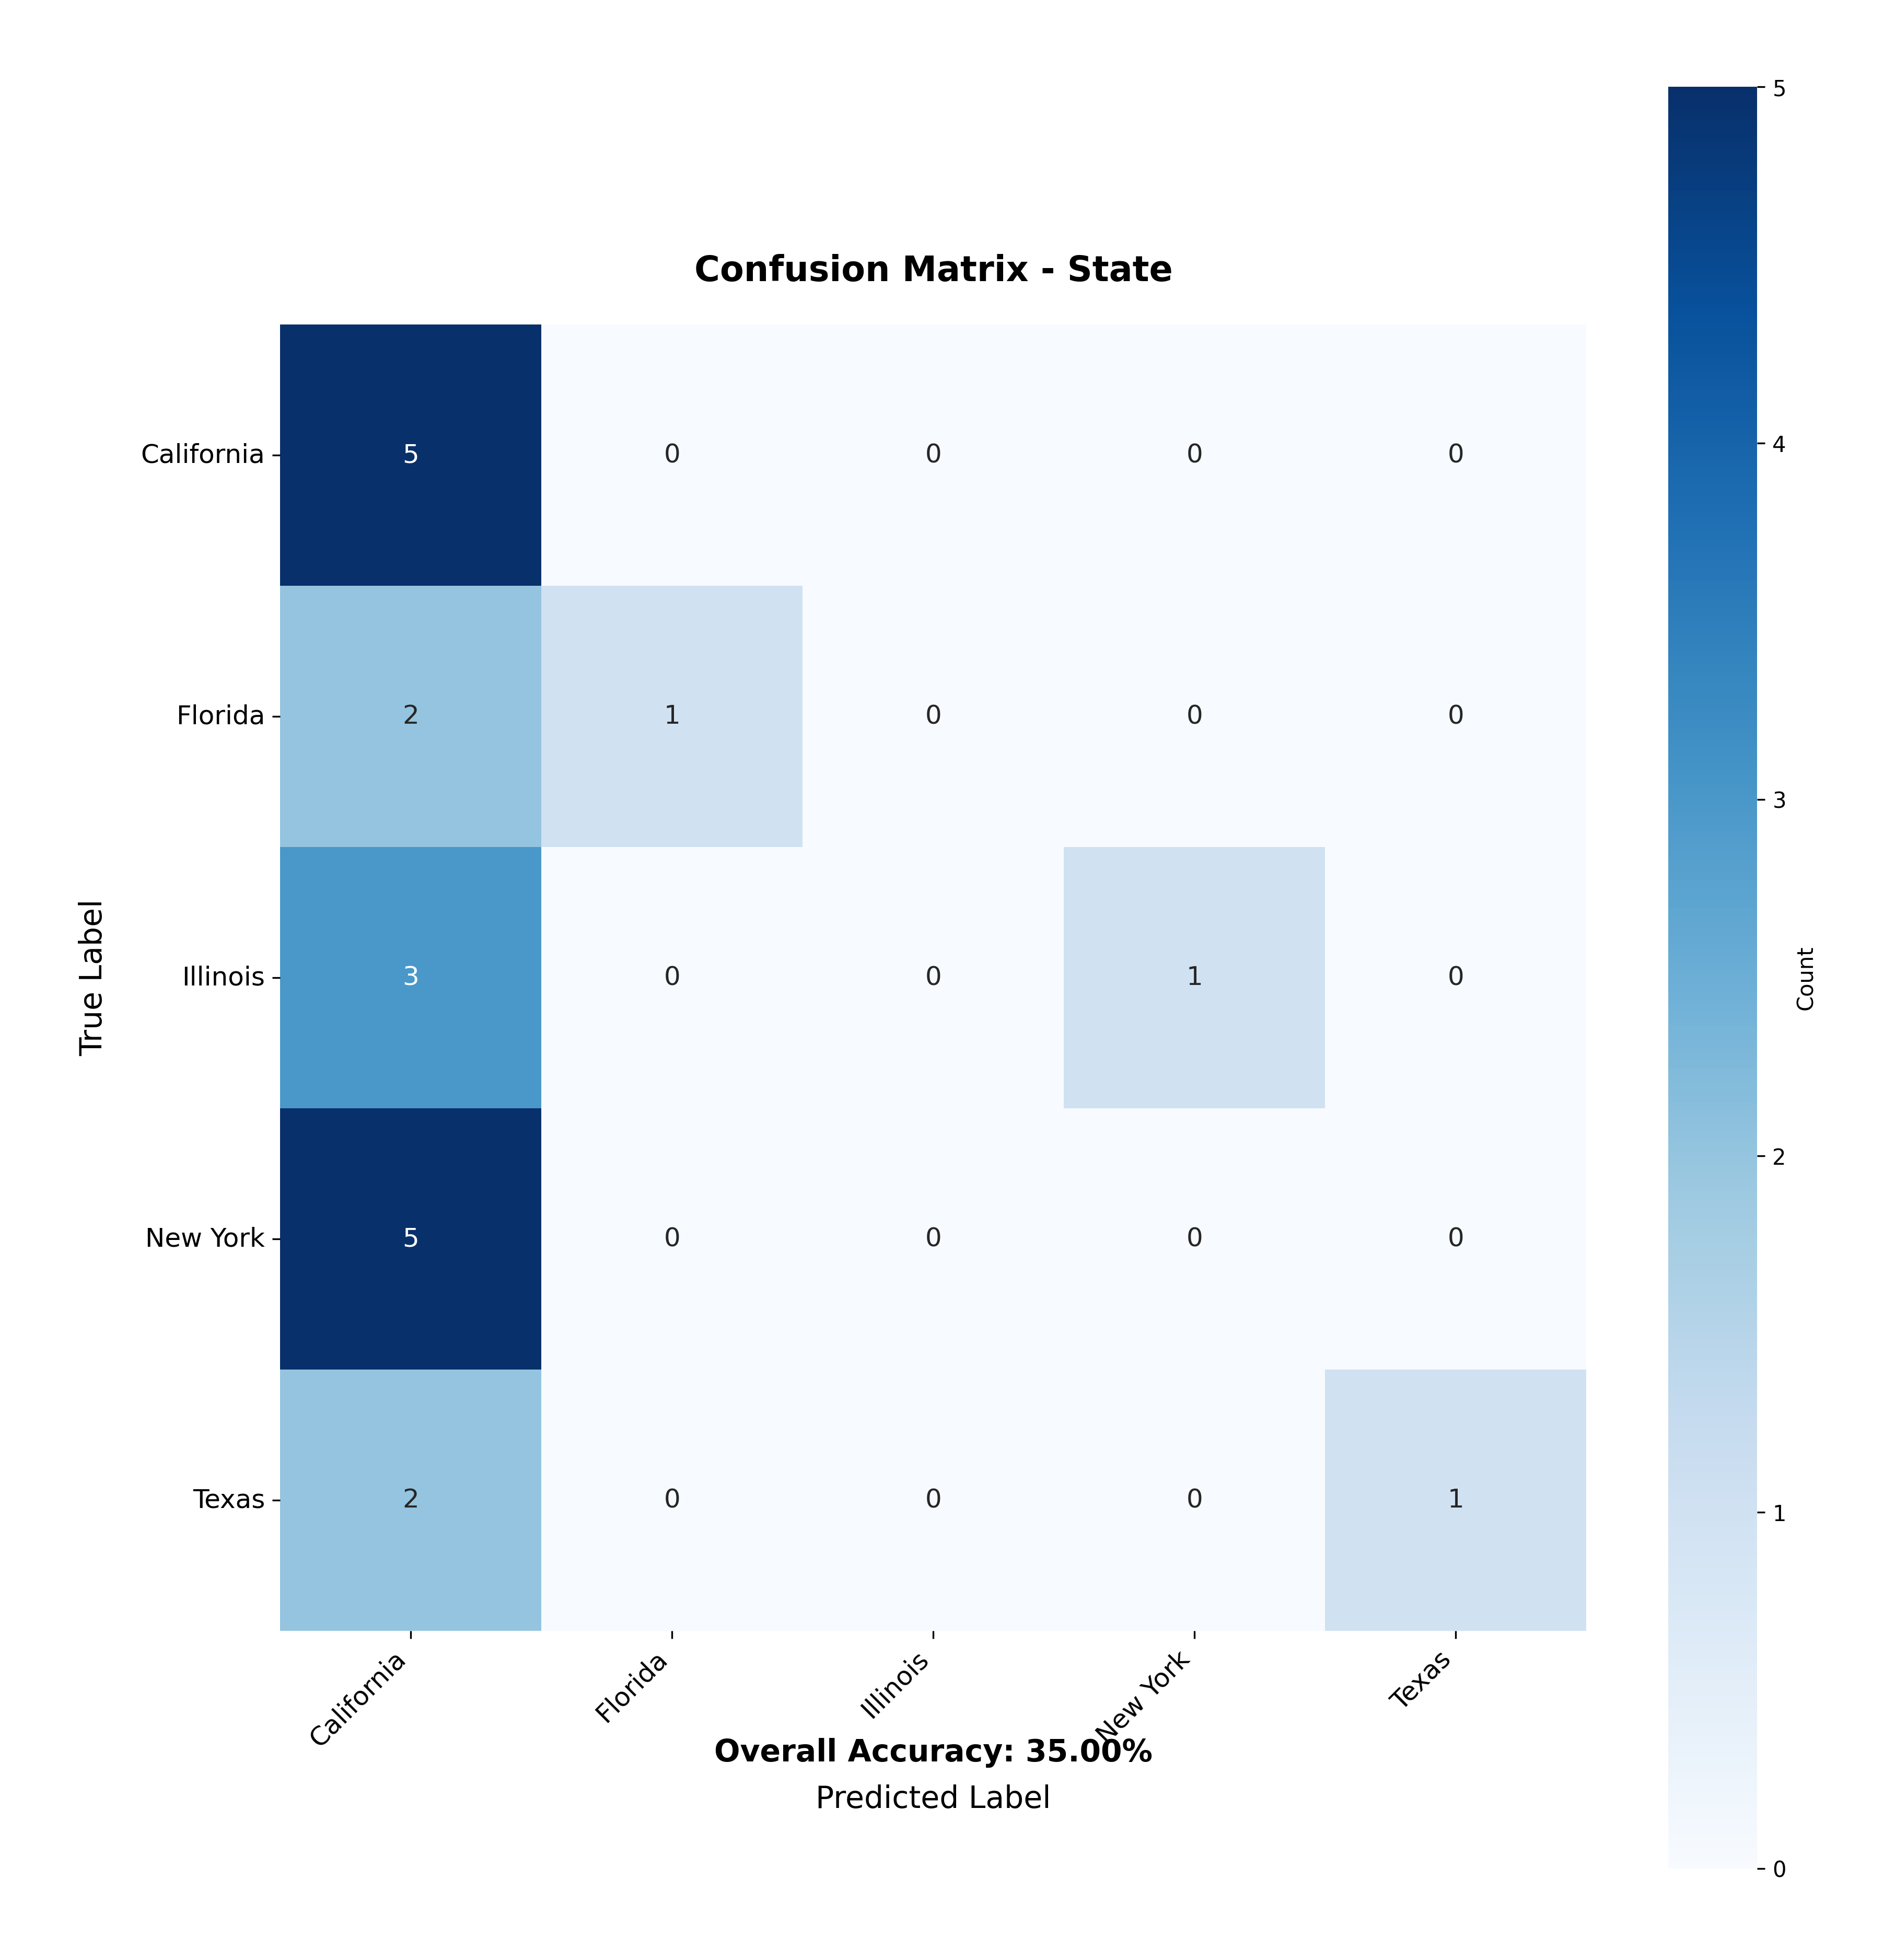 Confusion Matrix - State
5
4
3
2
1
0
Count
True Label
California 5 0 0 0 0
Florida 2 1 0 0 0
Illinois 3 0 0 1 0
New York 5 0 0 0 0
Texas 2 0 0 0 1
California Florida Illinois New York Texas
Overall Accuracy: 35.00%
Predicted Label